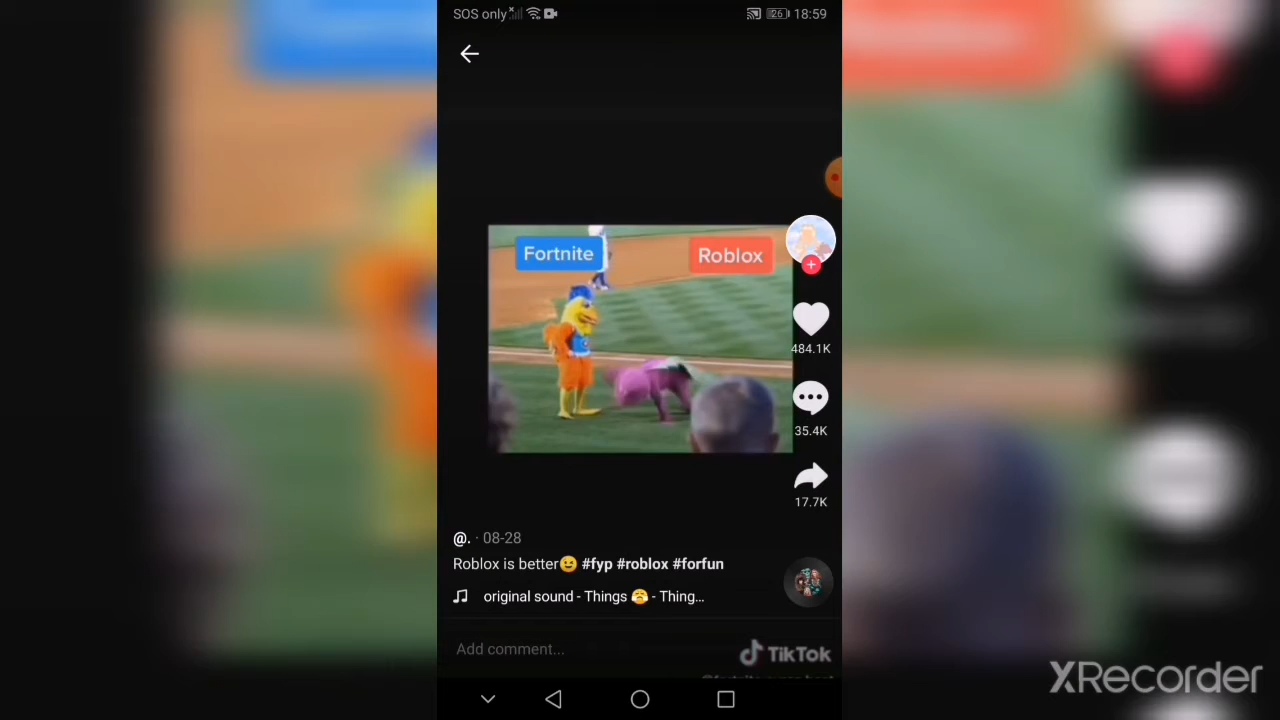 SOS only 26 18:59
Fortnite
Roblox
484.1K
35.4K
17.7K
@. · 08-28
Roblox is better😉 #fyp #roblox #forfun
original sound - Things 😤 - Thing...
Add comment...
TikTok
XRecorder